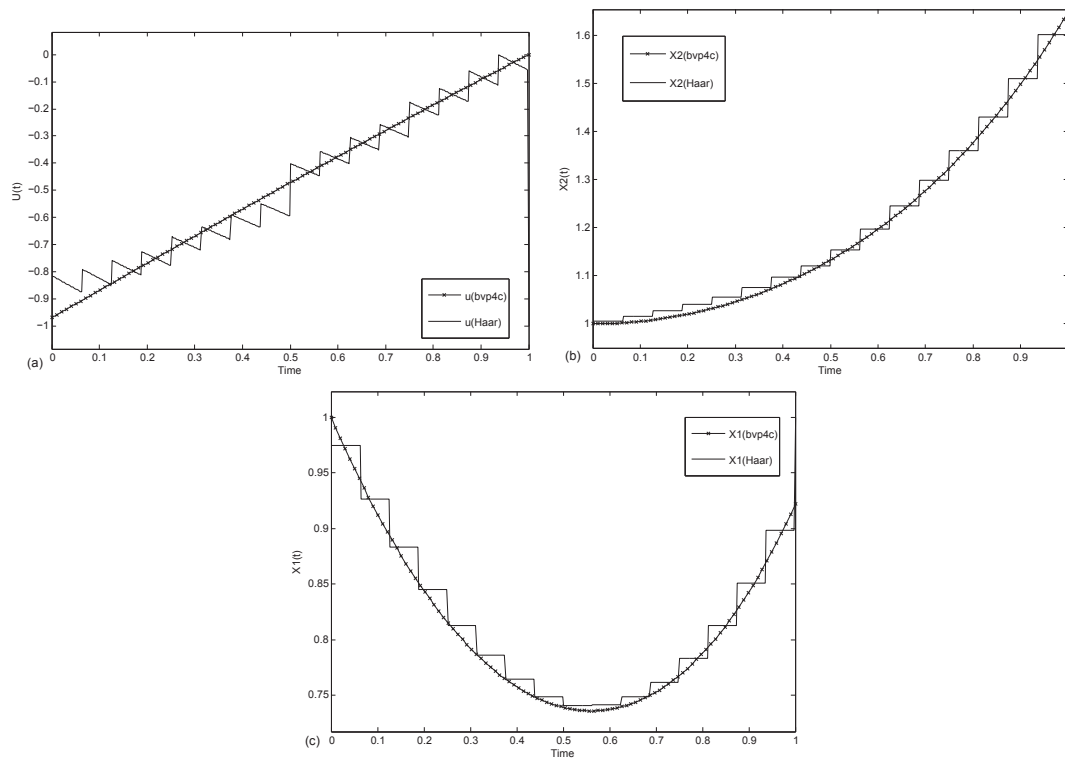 0
−0.1
−0.2
−0.3
−0.4
−0.5
−0.6
−0.7
−0.8
−0.9
−1
U(t)
u(bvp4c)
u(Haar)
0 0.1 0.2 0.3 0.4 0.5 0.6 0.7 0.8 0.9 1
Time
(a)
1.6
1.5
1.4
1.3
1.2
1.1
1
X2(t)
X2(bvp4c)
X2(Haar)
0 0.1 0.2 0.3 0.4 0.5 0.6 0.7 0.8 0.9
Time
(b)
1
0.95
0.9
0.85
0.8
0.75
X1(t)
X1(bvp4c)
X1(Haar)
0 0.1 0.2 0.3 0.4 0.5 0.6 0.7 0.8 0.9 1
Time
(c)